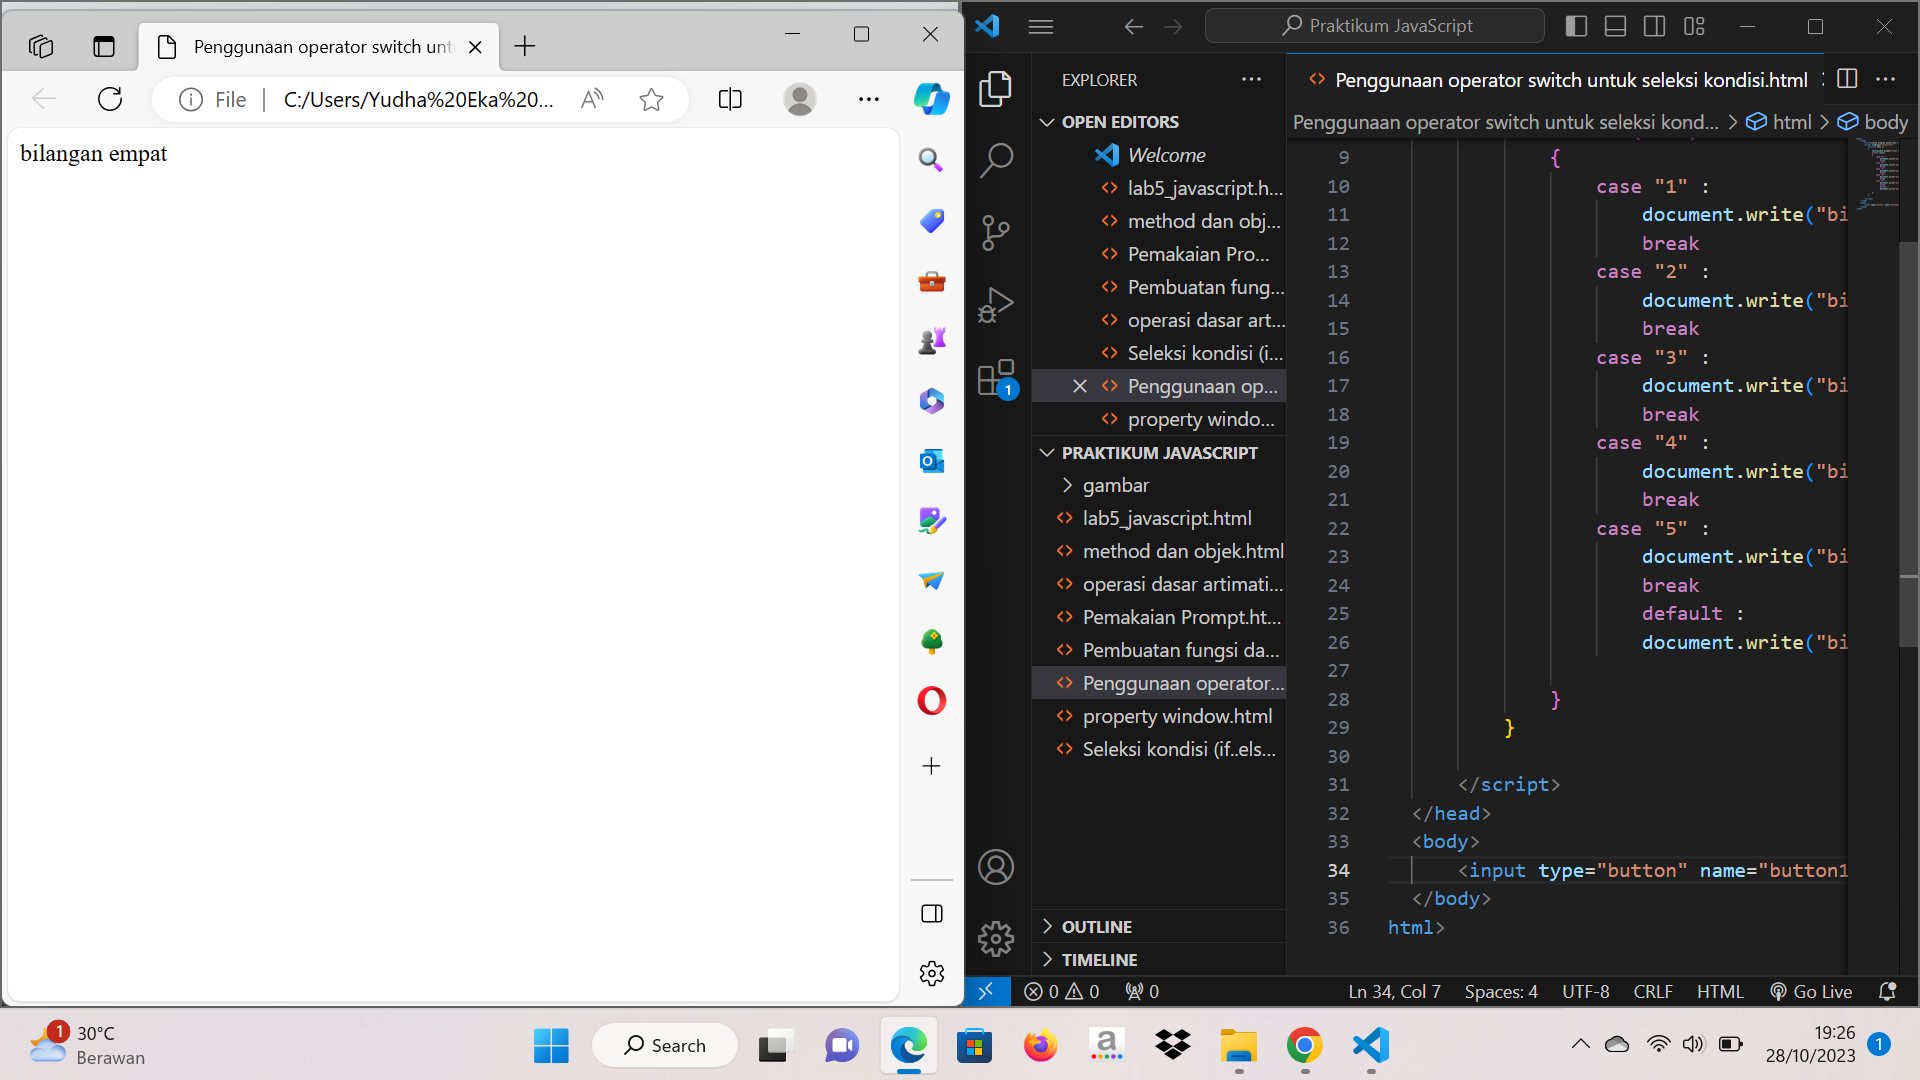 Penggunaan operator switch unt
File
C:/Users/Yudha%20Eka%20...
bilangan empat
Praktikum JavaScript
EXPLORER
OPEN EDITORS
Welcome
lab5_javascript.h...
method dan obj...
Pemakaian Pro...
Pembuatan fung...
operasi dasar art...
Seleksi kondisi (i...
Penggunaan op...
property windo...
PRAKTIKUM JAVASCRIPT
gambar
lab5_javascript.html
method dan objek.html
operasi dasar artimati...
Pemakaian Prompt.ht...
Pembuatan fungsi da...
Penggunaan operator...
property window.html
Seleksi kondisi (if..els...
OUTLINE
TIMELINE
1
Penggunaan operator switch untuk seleksi kondisi.html
Penggunaan operator switch untuk seleksi kond... > html > body
9 {
10 case "1" :
11 document.write("bi
12 break
13 case "2" :
14 document.write("bi
15 break
16 case "3" :
17 document.write("bi
18 break
19 case "4" :
20 document.write("bi
21 break
22 case "5" :
23 document.write("bi
24 break
25 default :
26 document.write("bi
27
28 }
29 }
30
31 </script>
32 </head>
33 <body>
34 <input type="button" name="button1
35 </body>
36 html>
0 0 0
Ln 34, Col 7 Spaces: 4 UTF-8 CRLF HTML Go Live
1
30°C
Berawan
Search
19:26
28/10/2023
1